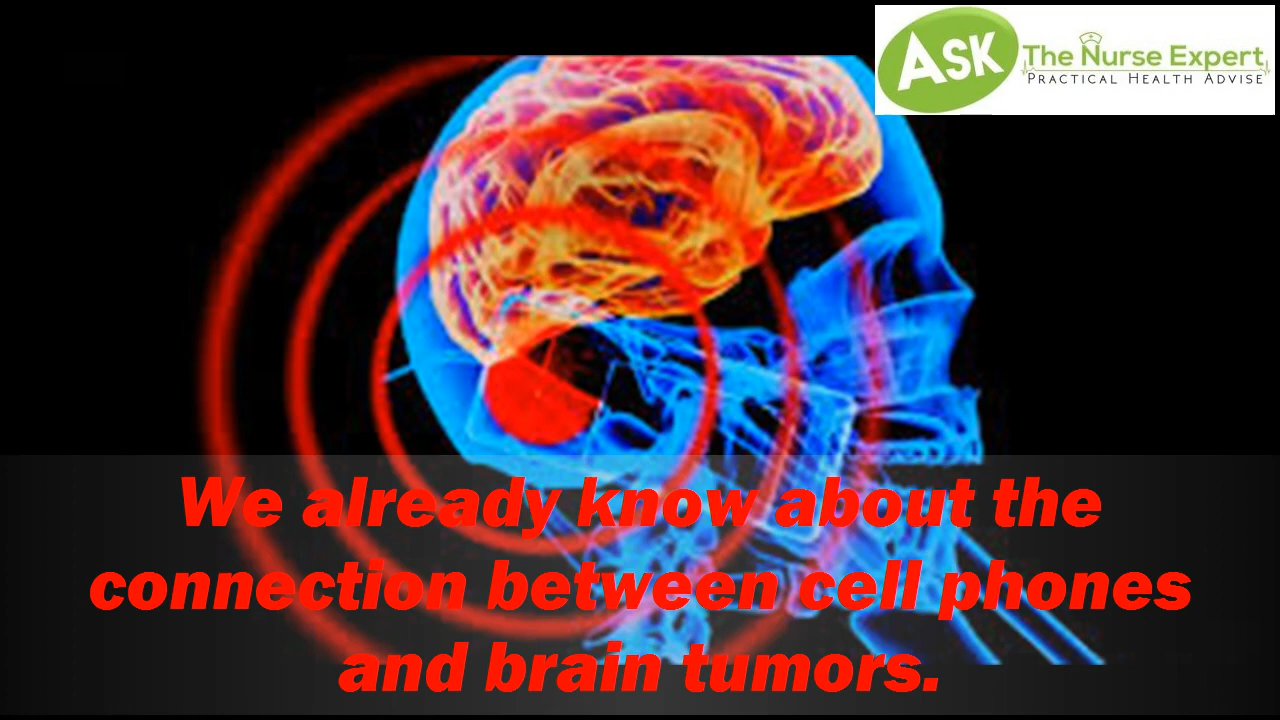 ASK
The Nurse Expert
PRACTICAL HEALTH ADVISE
We already know about the
connection between cell phones
and brain tumors.